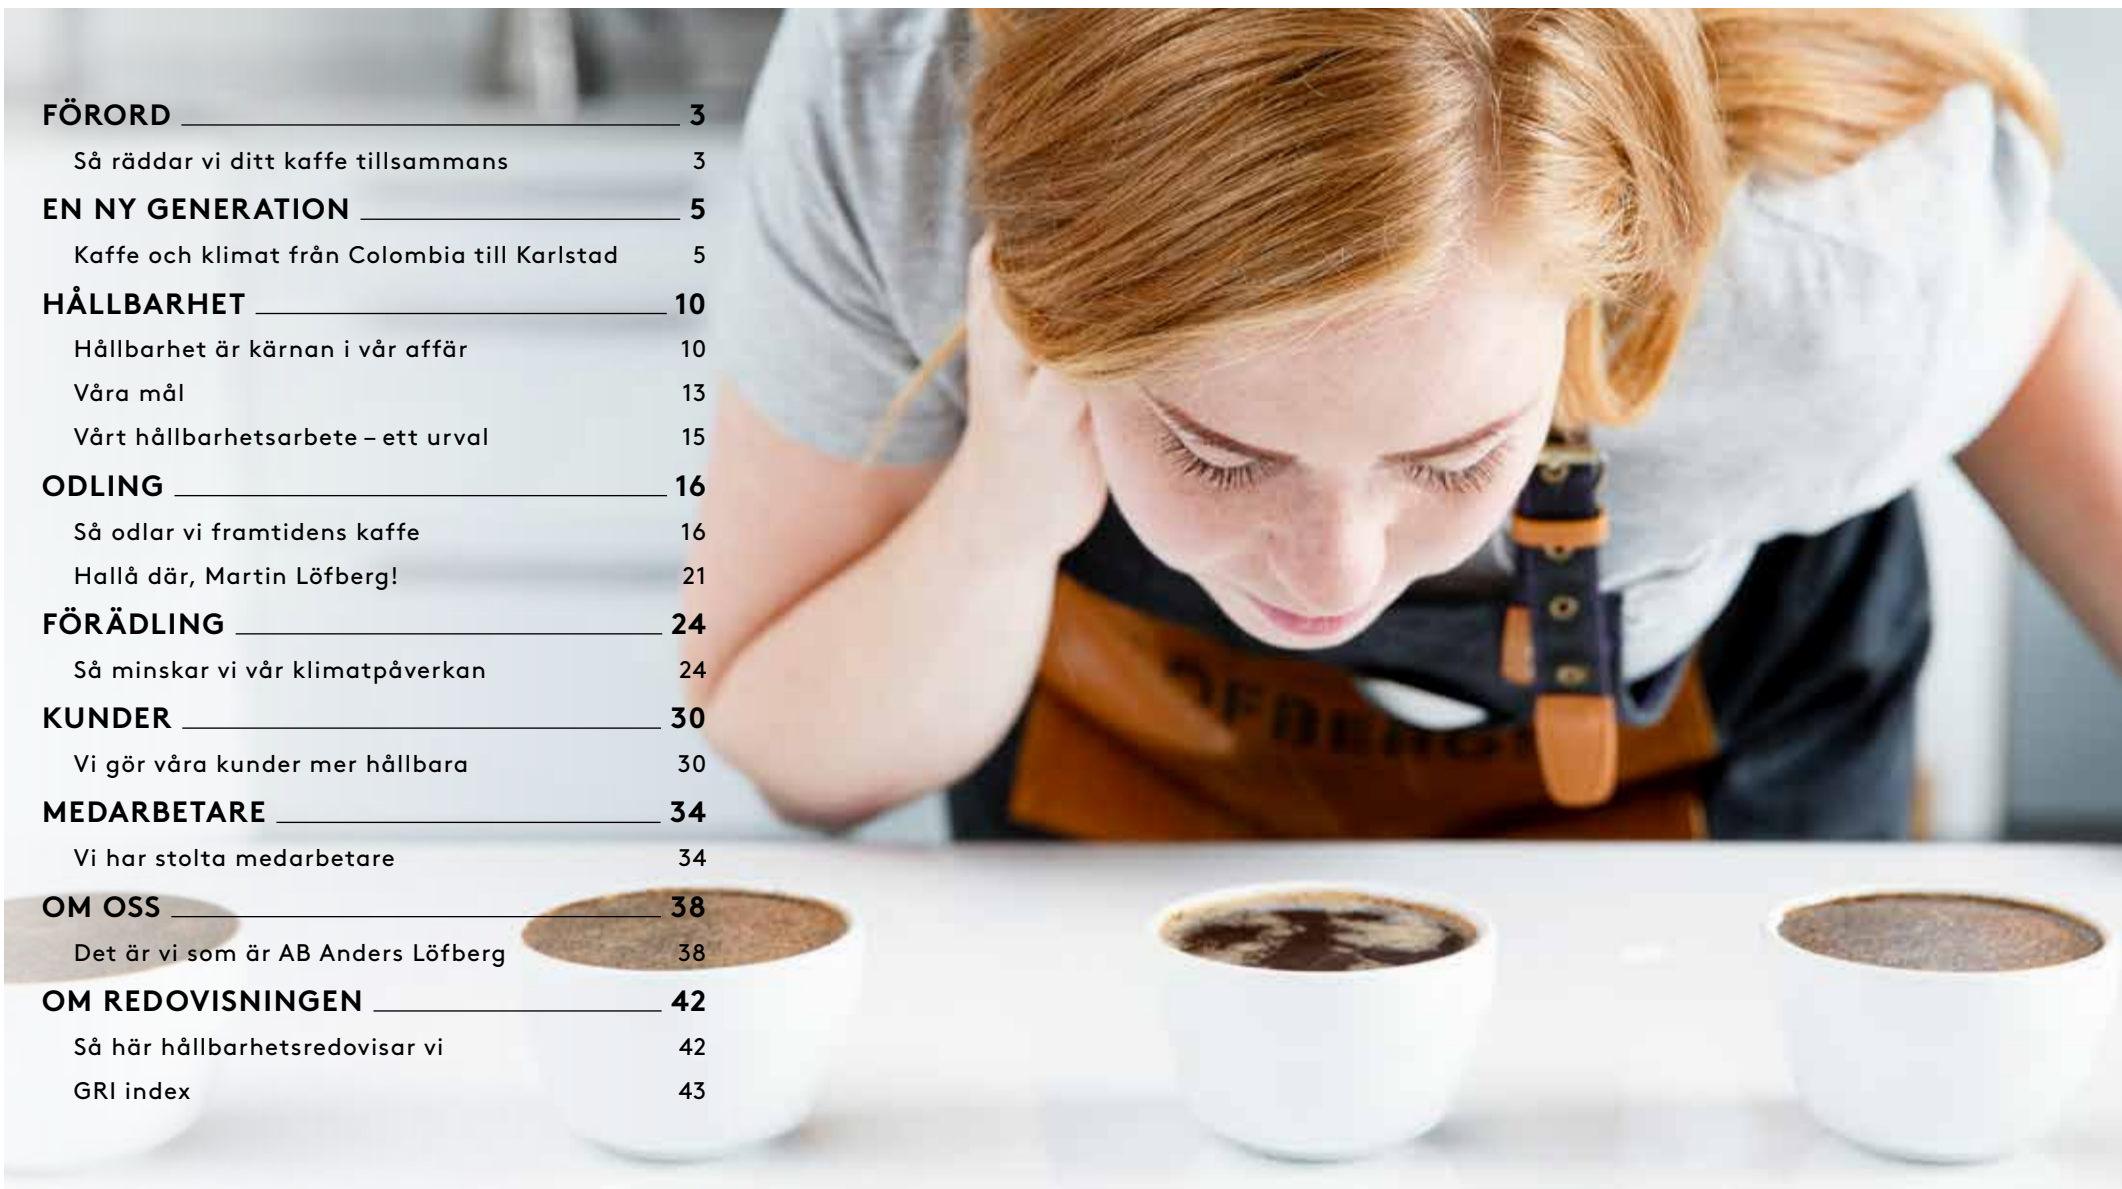 FÖRORD 3
Så räddar vi ditt kaffe tillsammans 3
EN NY GENERATION 5
Kaffe och klimat från Colombia till Karlstad 5
HÅLLBARHET 10
Hållbarhet är kärnan i vår affär 10
Våra mål 13
Vårt hållbarhetsarbete – ett urval 15
ODLING 16
Så odlar vi framtidens kaffe 16
Hallå där, Martin Löfberg! 21
FÖRÄDLING 24
Så minskar vi vår klimatpåverkan 24
KUNDER 30
Vi gör våra kunder mer hållbara 30
MEDARBETARE 34
Vi har stolta medarbetare 34
OM OSS 38
Det är vi som är AB Anders Löfberg 38
OM REDOVISNINGEN 42
Så här hållbarhetsredovisar vi 42
GRI index 43